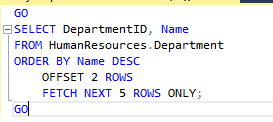 GO
SELECT DepartmentID, Name
FROM HumanResources.Department
ORDER BY Name DESC
OFFSET 2 ROWS
FETCH NEXT 5 ROWS ONLY;
GO